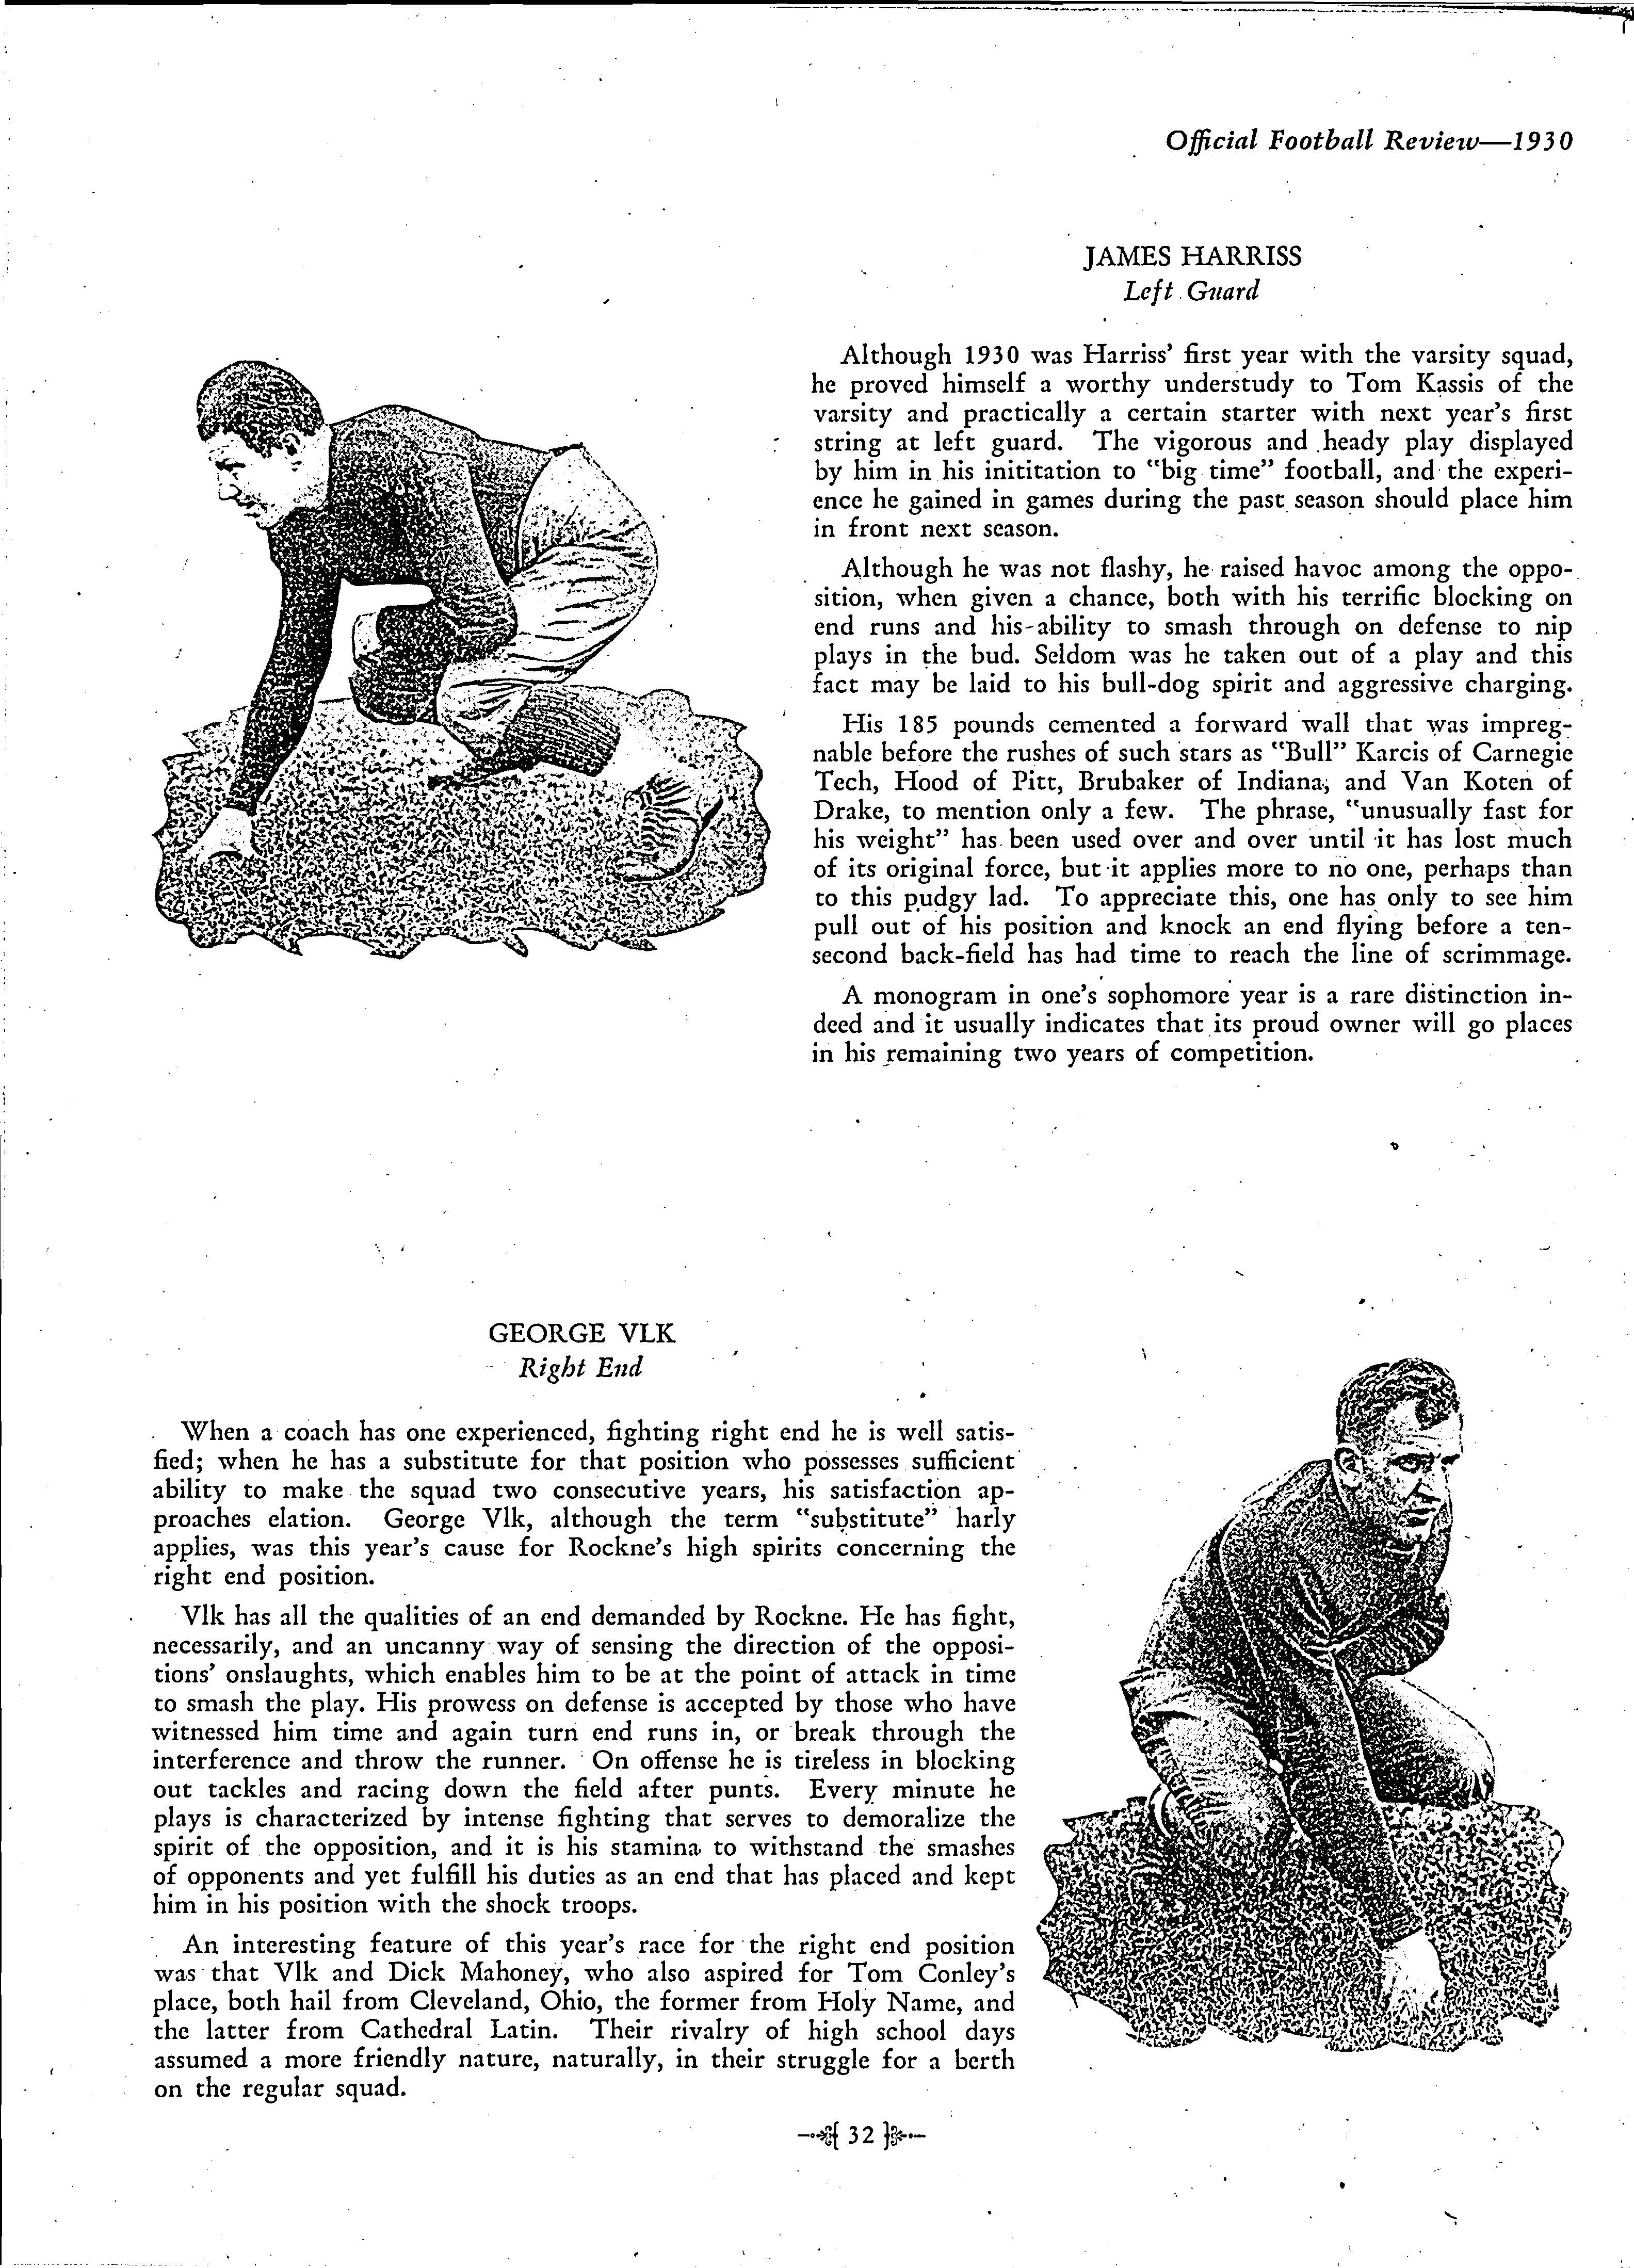 Official Football Review—1930
JAMES HARRISS
Left Guard
Although 1930 was Harriss' first year with the varsity squad,
he proved himself a worthy understudy to Tom Kassis of the
varsity and practically a certain starter with next year's first
string at left guard. The vigorous and heady play displayed
by him in his inititation to "big time" football, and the experi-
ence he gained in games during the past season should place him
in front next season.
Although he was not flashy, he raised havoc among the oppo-
sition, when given a chance, both with his terrific blocking on
end runs and his ability to smash through on defense to nip
plays in the bud. Seldom was he taken out of a play and this
fact may be laid to his bull-dog spirit and aggressive charging.
His 185 pounds cemented a forward wall that was impreg-
nable before the rushes of such stars as "Bull" Karcis of Carnegie
Tech, Hood of Pitt, Brubaker of Indiana, and Van Koten of
Drake, to mention only a few. The phrase, "unusually fast for
his weight" has been used over and over until it has lost much
of its original force, but it applies more to no one, perhaps than
to this pudgy lad. To appreciate this, one has only to see him
pull out of his position and knock an end flying before a ten-
second back-field has had time to reach the line of scrimmage.
A monogram in one's sophomore year is a rare distinction in-
deed and it usually indicates that its proud owner will go places
in his remaining two years of competition.
GEORGE VLK
Right End
When a coach has one experienced, fighting right end he is well satis-
fied; when he has a substitute for that position who possesses sufficient
ability to make the squad two consecutive years, his satisfaction ap-
proaches elation. George Vlk, although the term "substitute" harly
applies, was this year's cause for Rockne's high spirits concerning the
right end position.
Vlk has all the qualities of an end demanded by Rockne. He has fight,
necessarily, and an uncanny way of sensing the direction of the opposi-
tions' onslaughts, which enables him to be at the point of attack in time
to smash the play. His prowess on defense is accepted by those who have
witnessed him time and again turn end runs in, or break through the
interference and throw the runner. On offense he is tireless in blocking
out tackles and racing down the field after punts. Every minute he
plays is characterized by intense fighting that serves to demoralize the
spirit of the opposition, and it is his stamina to withstand the smashes
of opponents and yet fulfill his duties as an end that has placed and kept
him in his position with the shock troops.
An interesting feature of this year's race for the right end position
was that Vlk and Dick Mahoney, who also aspired for Tom Conley's
place, both hail from Cleveland, Ohio, the former from Holy Name, and
the latter from Cathedral Latin. Their rivalry of high school days
assumed a more friendly nature, naturally, in their struggle for a berth
on the regular squad.
32